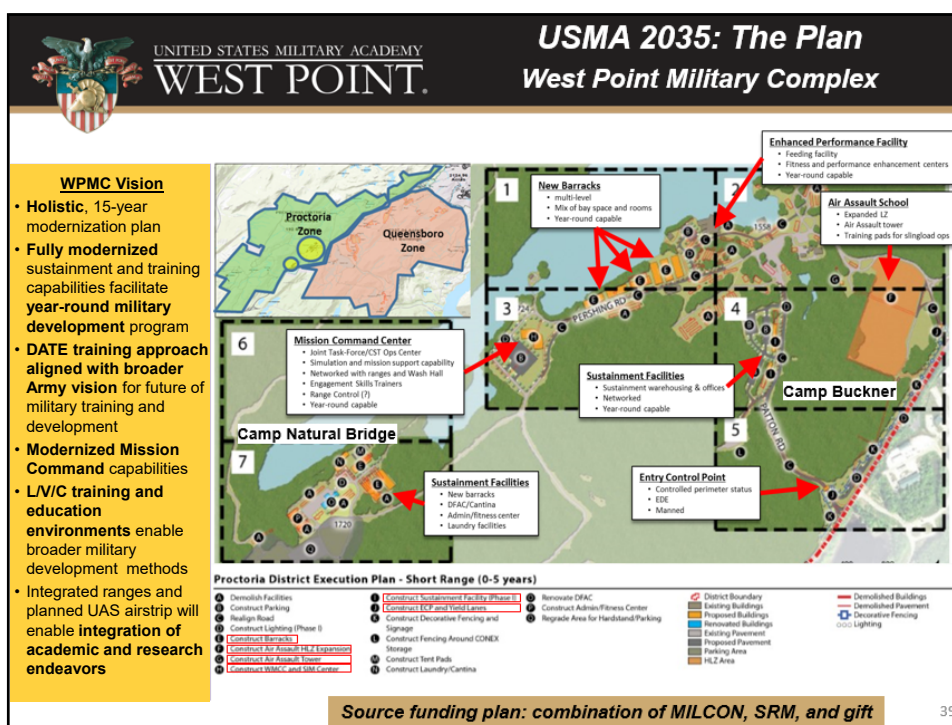 UNITED STATES MILITARY ACADEMY
WEST POINT.
USMA 2035: The Plan
West Point Military Complex
WPMC Vision
• Holistic, 15-year
modernization plan
• Fully modernized
sustainment and training
capabilities facilitate
year-round military
development program
• DATE training approach
aligned with broader
Army vision for future of
military training and
development
• Modernized Mission
Command capabilities
• L/V/C training and
education
environments enable
broader military
development methods
• Integrated ranges and
planned UAS airstrip will
enable integration of
academic and research
endeavors
Proctoria
Zone
Queensboro
Zone
1
New Barracks
• multi-level
• Mix of bay space and rooms
• Year-round capable
2
Enhanced Performance Facility
• Feeding facility
• Fitness and performance enhancement centers
• Year-round capable
Air Assault School
• Expanded LZ
• Air Assault tower
• Training pads for slingload ops
1558
3
724
PERSHING RD
4
6
Mission Command Center
• Joint Task-Force/CST Ops Center
• Simulation and mission support capability
• Networked with ranges and Wash Hall
• Engagement Skills Trainers
• Range Control (?)
• Year-round capable
Sustainment Facilities
• Sustainment warehousing & offices
• Networked
• Year-round capable
Camp Buckner
PATTON RD
Camp Natural Bridge
7
1720
Sustainment Facilities
• New barracks
• DFAC/Cantina
• Admin/fitness center
• Laundry facilities
5
Entry Control Point
• Controlled perimeter status
• EDE
• Manned
Proctoria District Execution Plan - Short Range (0-5 years)
A Demolish Facilities
B Construct Parking
C Realign Road
D Construct Lighting (Phase I)
E Construct Barracks
F Construct Air Assault HLZ Expansion
G Construct Air Assault Tower
H Construct WMCC and SIM Center
I Construct Sustainment Facility (Phase I)
J Construct ECP and Yield Lanes
K Construct Decorative Fencing and
Signage
L Construct Fencing Around CONEX
Storage
M Construct Tent Pads
N Construct Laundry/Cantina
O Renovate DFAC
P Construct Admin/Fitness Center
Q Regrade Area for Hardstand/Parking
District Boundary
Existing Buildings
Proposed Buildings
Renovated Buildings
Existing Pavement
Proposed Pavement
Parking Area
HLZ Area
Demolished Buildings
Demolished Pavement
Decorative Fencing
Lighting
Source funding plan: combination of MILCON, SRM, and gift